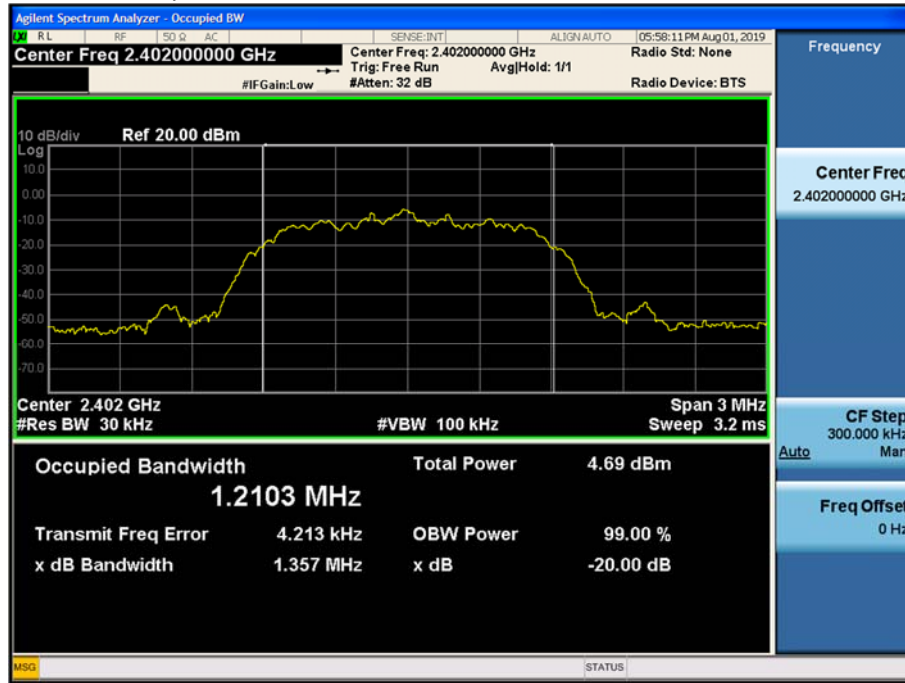 Agilent Spectrum Analyzer - Occupied BW
LXI RL RF 50 Ω AC SENSE:INT ALIGN AUTO 05:58:11 PM Aug 01, 2019
Center Freq 2.402000000 GHz Center Freq: 2.402000000 GHz Radio Std: None
Trig: Free Run Avg|Hold: 1/1
#IFGain:Low #Atten: 32 dB Radio Device: BTS
10 dB/div Ref 20.00 dBm
Log
10.0
0.00
-10.0
-20.0
-30.0
-40.0
-50.0
-60.0
-70.0
Center 2.402 GHz Span 3 MHz
#Res BW 30 kHz #VBW 100 kHz Sweep 3.2 ms
Occupied Bandwidth Total Power 4.69 dBm
1.2103 MHz
Transmit Freq Error 4.213 kHz OBW Power 99.00 %
x dB Bandwidth 1.357 MHz x dB -20.00 dB
MSG STATUS
Frequency
Center Freq
2.402000000 GHz
CF Step
300.000 kHz
Auto Man
Freq Offset
0 Hz